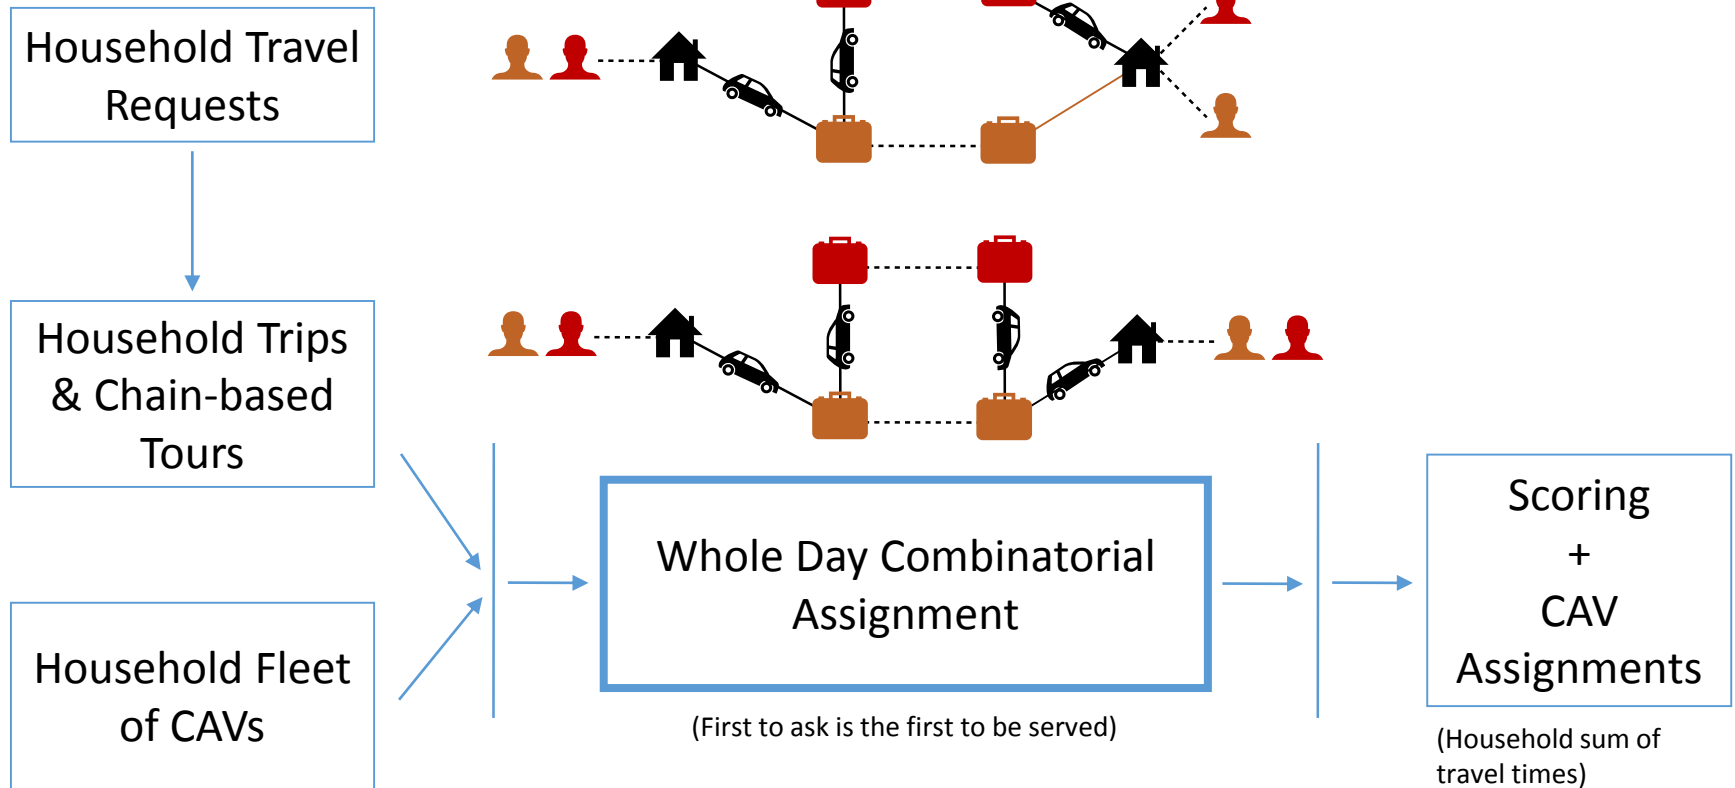 Household Travel
Requests
Household Trips
& Chain-based
Tours
Household Fleet
of CAVs
Whole Day Combinatorial
Assignment
(First to ask is the first to be served)
Scoring
+
CAV
Assignments
(Household sum of
travel times)